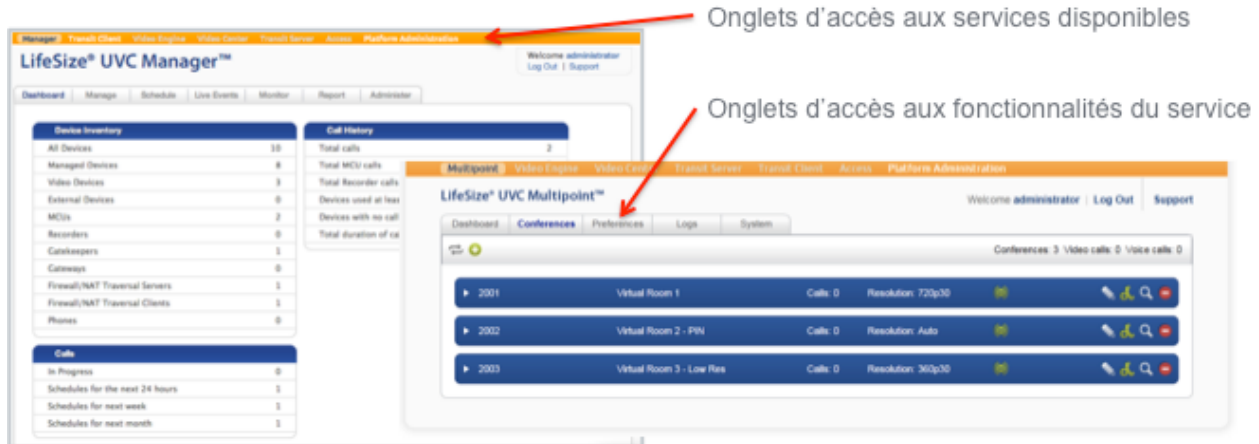 Onglets d'accès aux services disponibles
Manager Transit Client Video Engine Video Center Transit Server Access Platform Administration
LifeSize® UVC Manager™
Welcome administrator
Log Out | Support
Dashboard Manage Schedule Live Events Monitor Report Administer
Device Inventory
All Devices 10
Managed Devices 8
Video Devices 3
External Devices 0
MCUs 2
Recorders 0
Gatekeepers 1
Gateways 0
Firewall/NAT Traversal Servers 1
Firewall/NAT Traversal Clients 1
Phones 0
Call History
Total calls 2
Total MCU calls
Total Recorder calls
Devices used at leas
Devices with no call
Total duration of ca
Calls
In Progress 0
Schedules for the next 24 hours 1
Schedules for next week 1
Schedules for next month 1
Onglets d'accès aux fonctionnalités du service
Multipoint Video Engine Video Center Transit Server Transit Client Access Platform Administration
LifeSize® UVC Multipoint™
Welcome administrator | Log Out Support
Dashboard Conferences Preferences Logs System
Conferences: 3 Video calls: 0 Voice calls: 0
2001 Virtual Room 1 Calls: 0 Resolution: 720p30
2002 Virtual Room 2 - PIN Calls: 0 Resolution: Auto
2003 Virtual Room 3 - Low Res Calls: 0 Resolution: 360p30